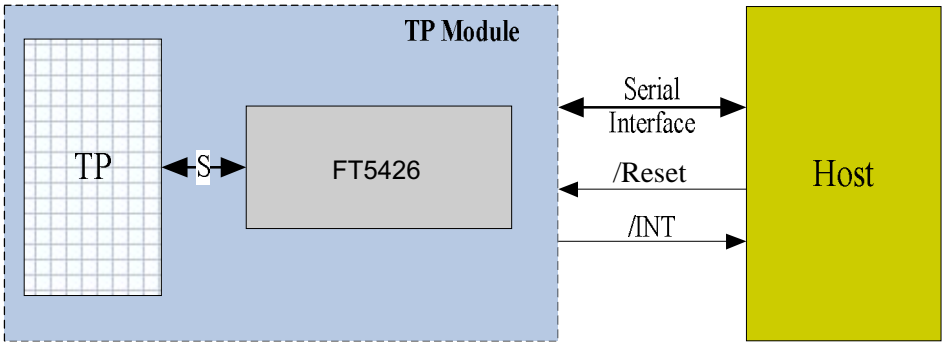 TP Module
TP
S
FT5426
Serial
Interface
/Reset
/INT
Host